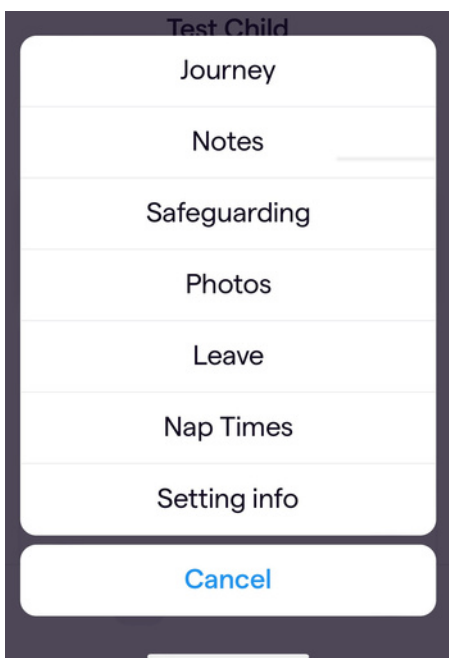 Test Child
Journey
Notes
Safeguarding
Photos
Leave
Nap Times
Setting info
Cancel